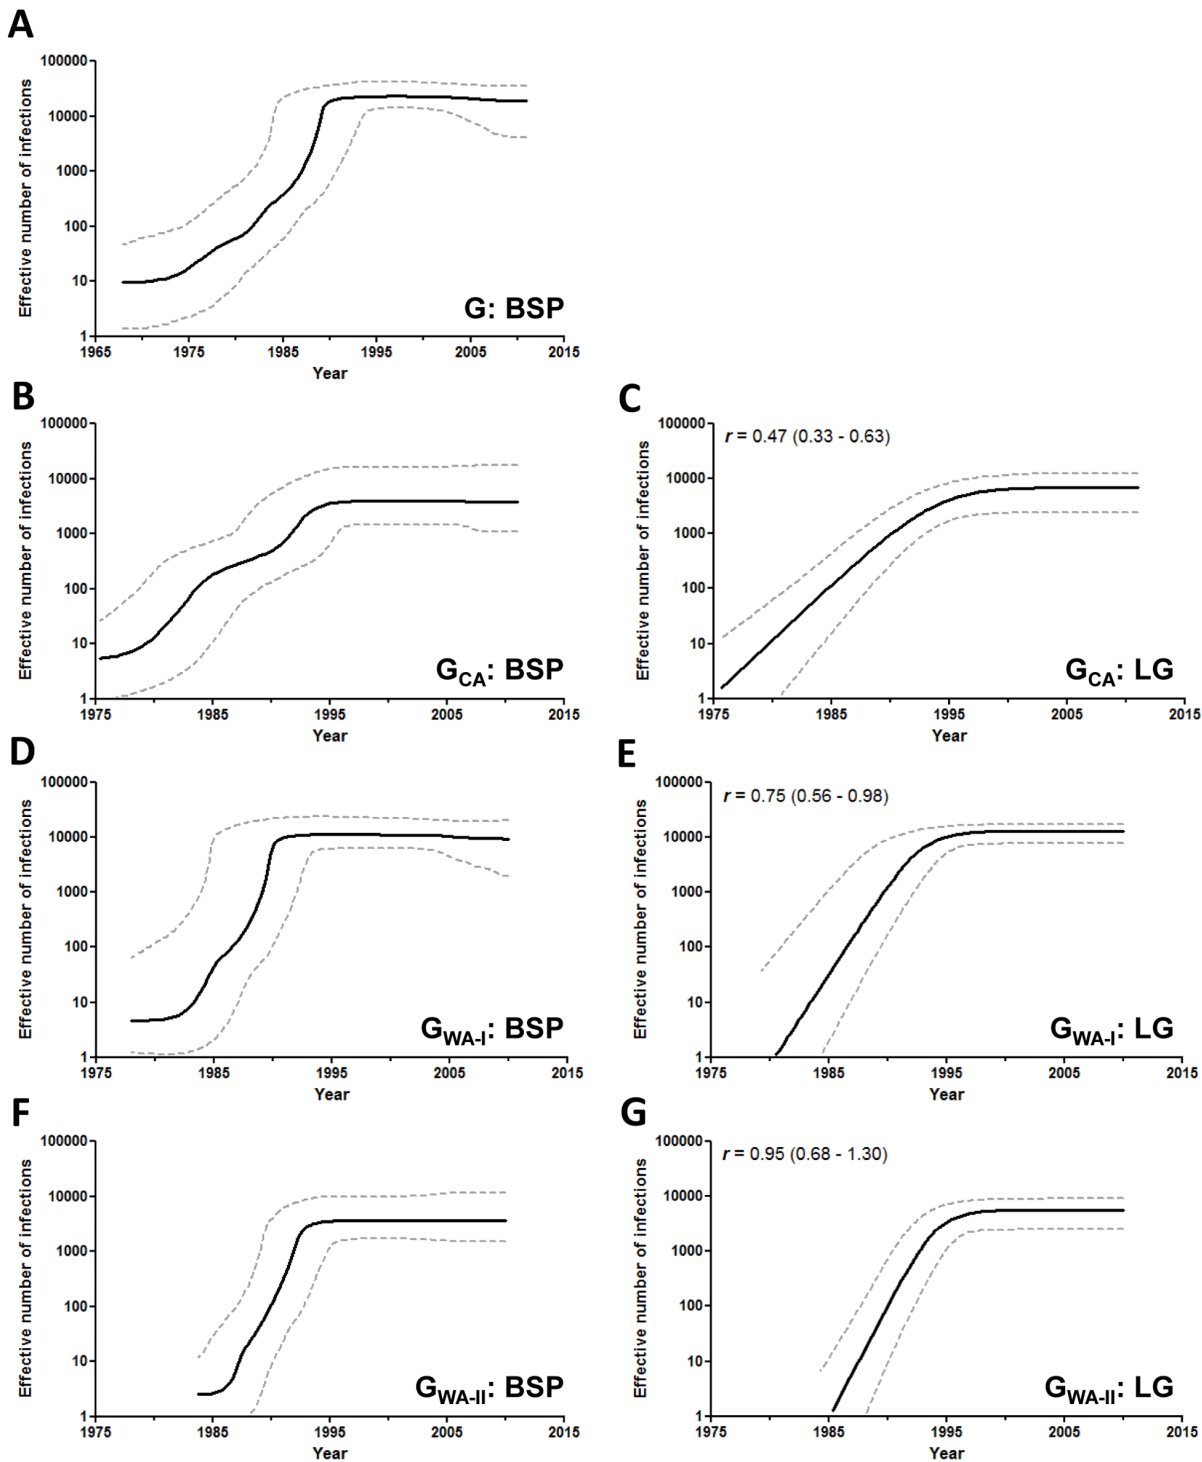 A
Effective number of infections
100000
10000
1000
100
10
1
1965 1975 1985 1995 2005 2015
Year
G: BSP
B
Effective number of infections
100000
10000
1000
100
10
1
1975 1985 1995 2005 2015
Year
G_CA: BSP
C
Effective number of infections
100000
10000
1000
100
10
1
1975 1985 1995 2005 2015
Year
r = 0.47 (0.33 - 0.63)
G_CA: LG
D
Effective number of infections
100000
10000
1000
100
10
1
1975 1985 1995 2005 2015
Year
G_WA-I: BSP
E
Effective number of infections
100000
10000
1000
100
10
1
1975 1985 1995 2005 2015
Year
r = 0.75 (0.56 - 0.98)
G_WA-I: LG
F
Effective number of infections
100000
10000
1000
100
10
1
1975 1985 1995 2005 2015
Year
G_WA-II: BSP
G
Effective number of infections
100000
10000
1000
100
10
1
1975 1985 1995 2005 2015
Year
r = 0.95 (0.68 - 1.30)
G_WA-II: LG